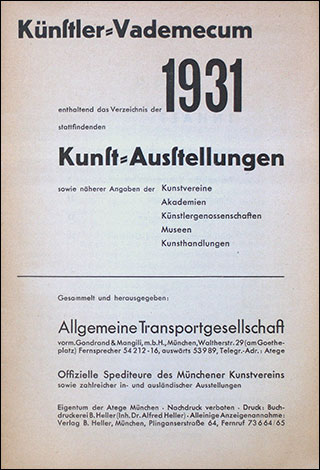 Künſtler=Vademecum
enthaltend das Verzeichnis der 1931
stattfindenden
Kunſt=Ausſtellungen
sowie näherer Angaben der Kunstvereine
Akademien
Künstlergenossenschaften
Museen
Kunsthandlungen
Gesammelt und herausgegeben:
Allgemeine Transportgesellschaft
vorm. Gondrand & Mangili, m.b.H., München, Waltherstr. 29 (am Goethe-
platz) Fernsprecher 54212-16, auswärts 53989, Telegr.-Adr.: Atege
Offizielle Spediteure des Münchener Kunstvereins
sowie zahlreicher in- und ausländischer Ausstellungen
Eigentum der Atege München · Nachdruck verboten · Druck: Buch-
druckerei B. Heller (Inh. Dr. Alfred Heller) · Alleinige Anzeigenannahme:
Verlag B. Heller, München, Plinganserstraße 64, Fernruf 73664/65